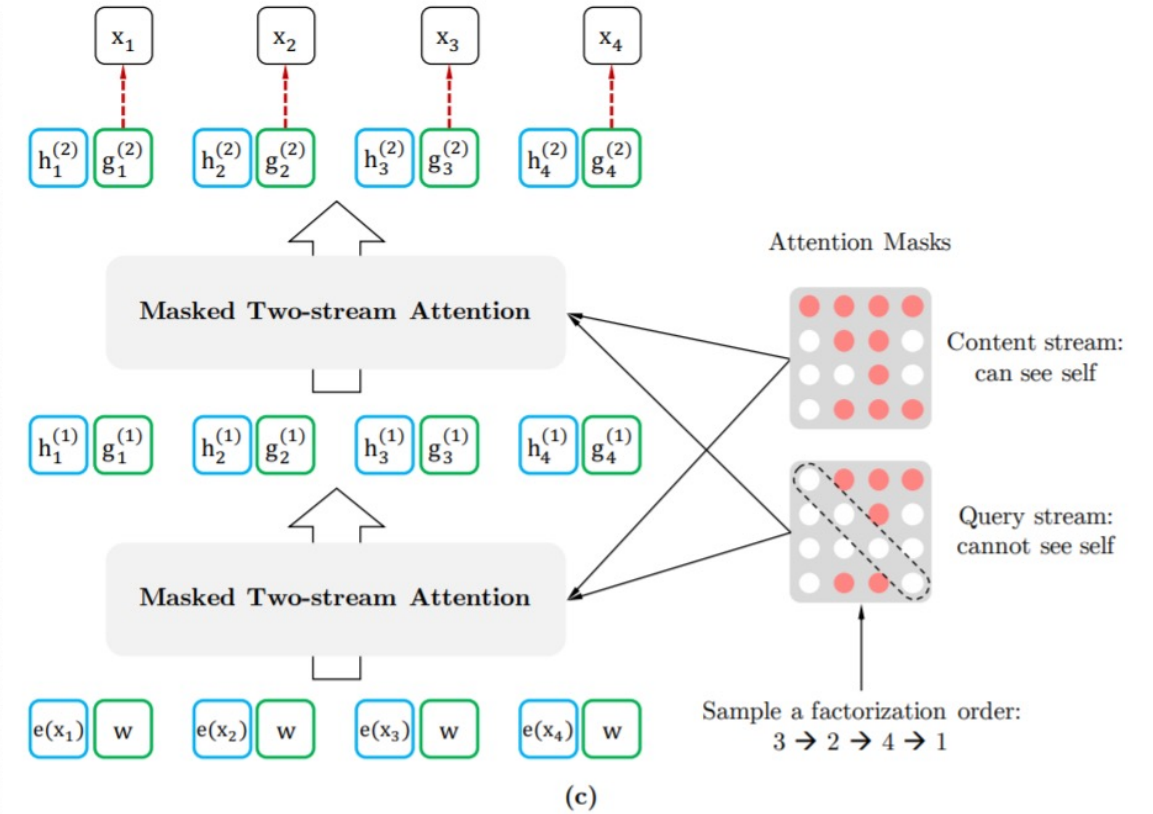 x₁ x₂ x₃ x₄
h₁⁽²⁾ g₁⁽²⁾ h₂⁽²⁾ g₂⁽²⁾ h₃⁽²⁾ g₃⁽²⁾ h₄⁽²⁾ g₄⁽²⁾
Attention Masks
Masked Two-stream Attention
Content stream:
can see self
h₁⁽¹⁾ g₁⁽¹⁾ h₂⁽¹⁾ g₂⁽¹⁾ h₃⁽¹⁾ g₃⁽¹⁾ h₄⁽¹⁾ g₄⁽¹⁾
Query stream:
cannot see self
Masked Two-stream Attention
e(x₁) w e(x₂) w e(x₃) w e(x₄) w
Sample a factorization order:
3 → 2 → 4 → 1
(c)